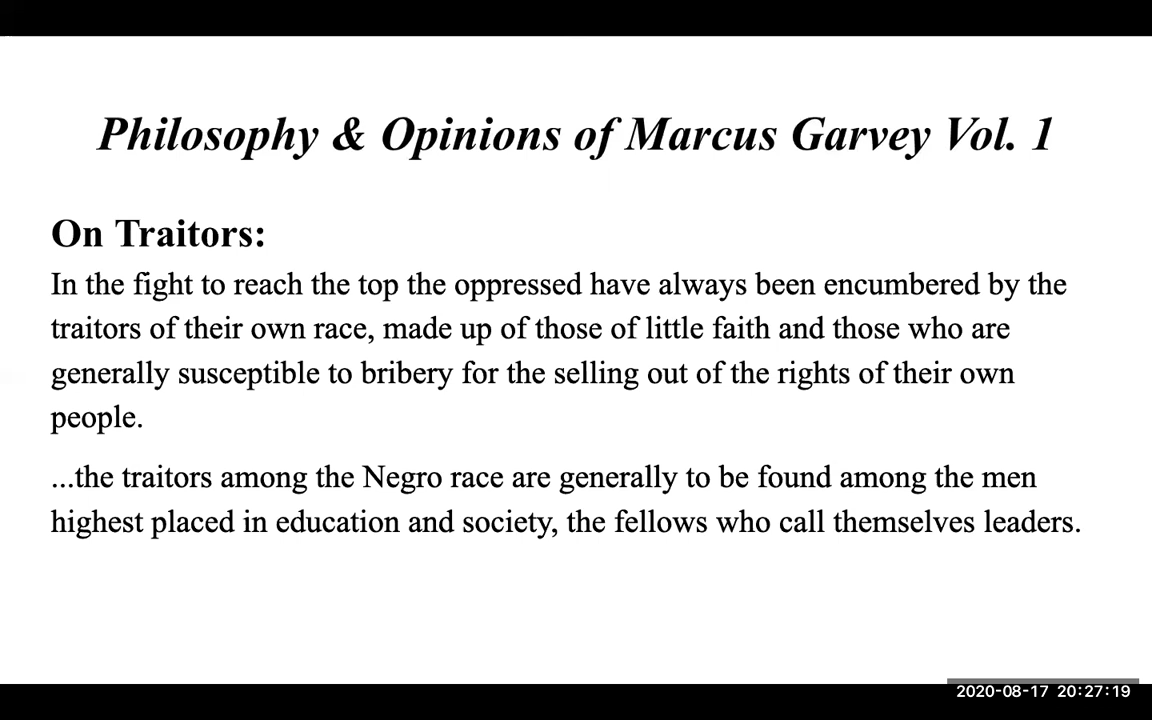 Philosophy & Opinions of Marcus Garvey Vol. 1
On Traitors:
In the fight to reach the top the oppressed have always been encumbered by the
traitors of their own race, made up of those of little faith and those who are
generally susceptible to bribery for the selling out of the rights of their own
people.
...the traitors among the Negro race are generally to be found among the men
highest placed in education and society, the fellows who call themselves leaders.
2020-08-17 20:27:19